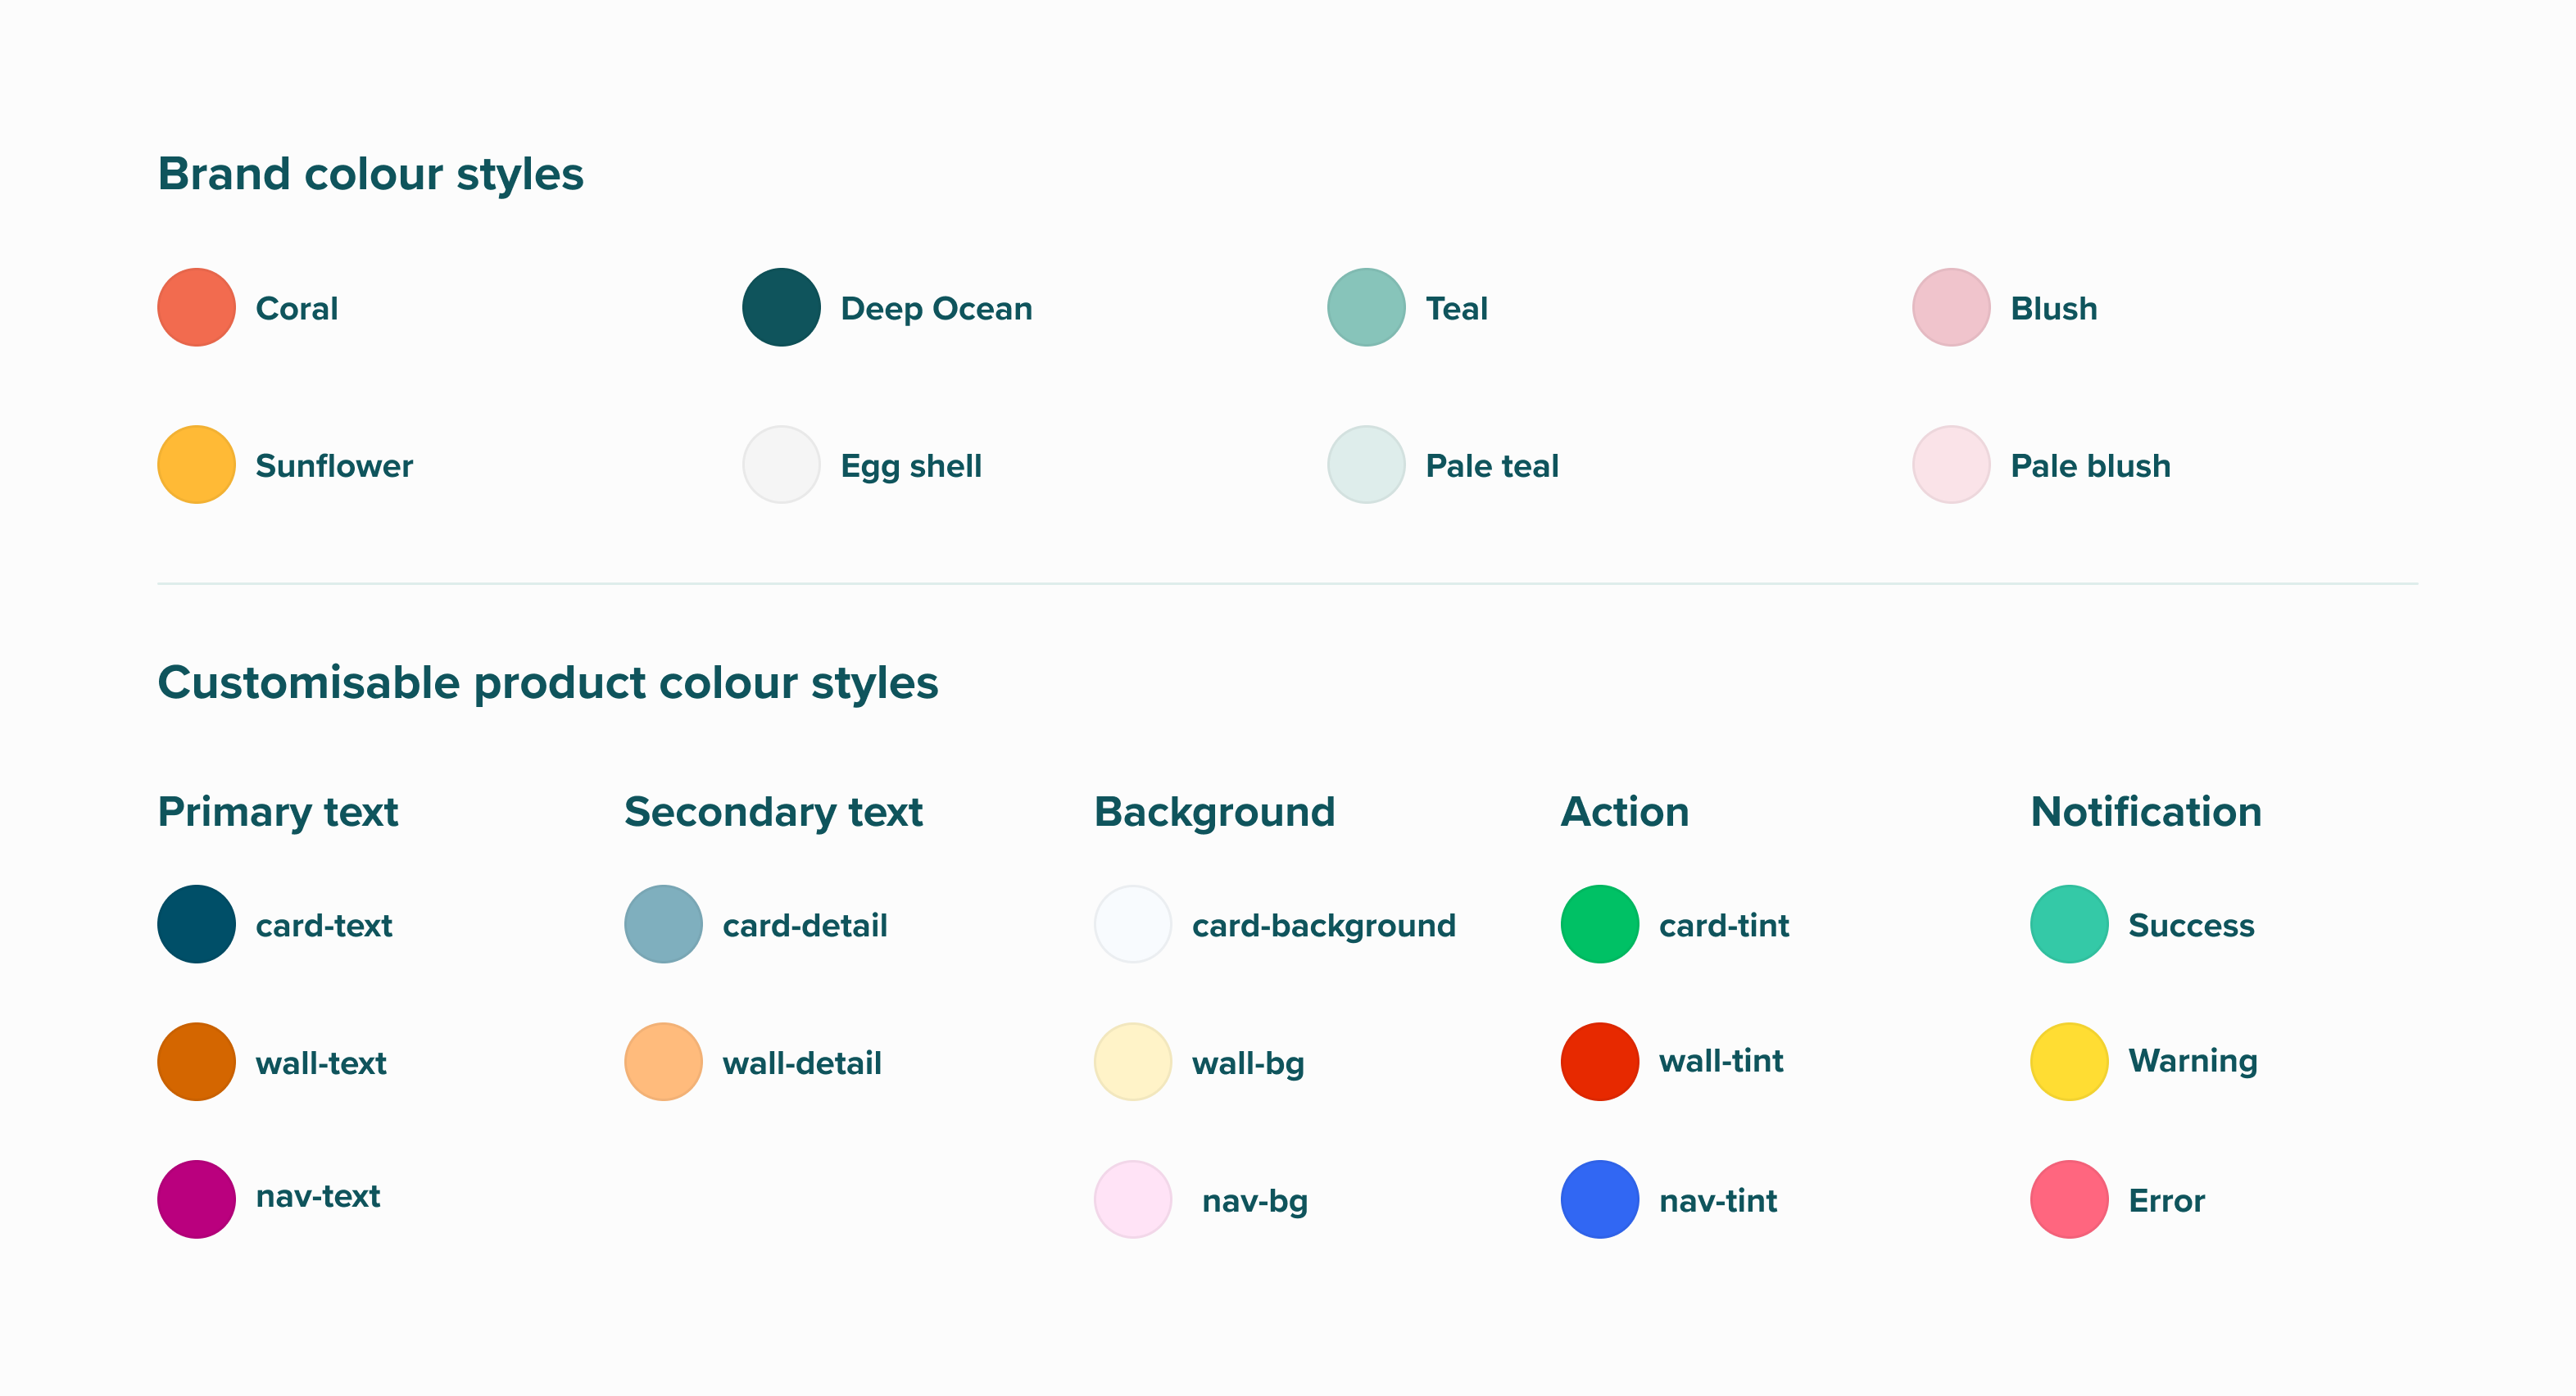 Brand colour styles
Coral
Deep Ocean
Teal
Blush
Sunflower
Egg shell
Pale teal
Pale blush
Customisable product colour styles
Primary text
Secondary text
Background
Action
Notification
card-text
card-detail
card-background
card-tint
Success
wall-text
wall-detail
wall-bg
wall-tint
Warning
nav-text
nav-bg
nav-tint
Error